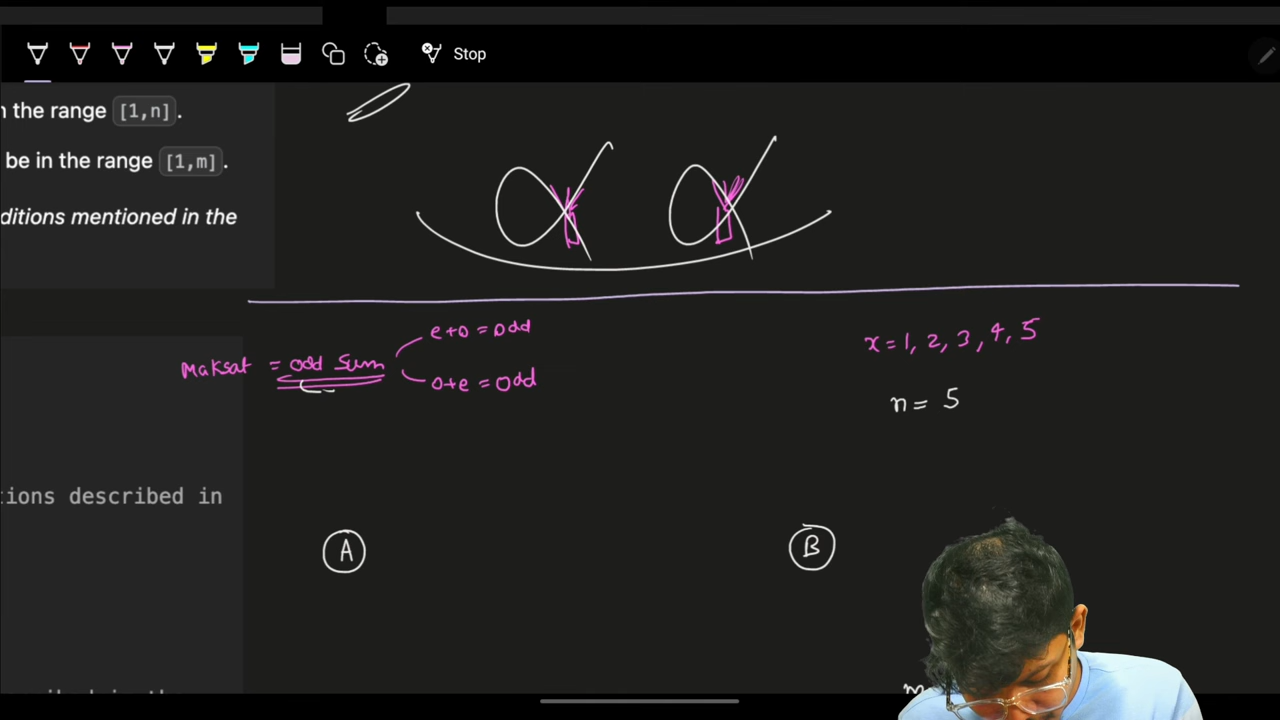 Stop
n the range [1,n].
be in the range [1,m].
ditions mentioned in the
e+o = odd
Maksat = odd sum
o+e = odd
x = 1, 2, 3, 4, 5
n = 5
tions described in
A
B